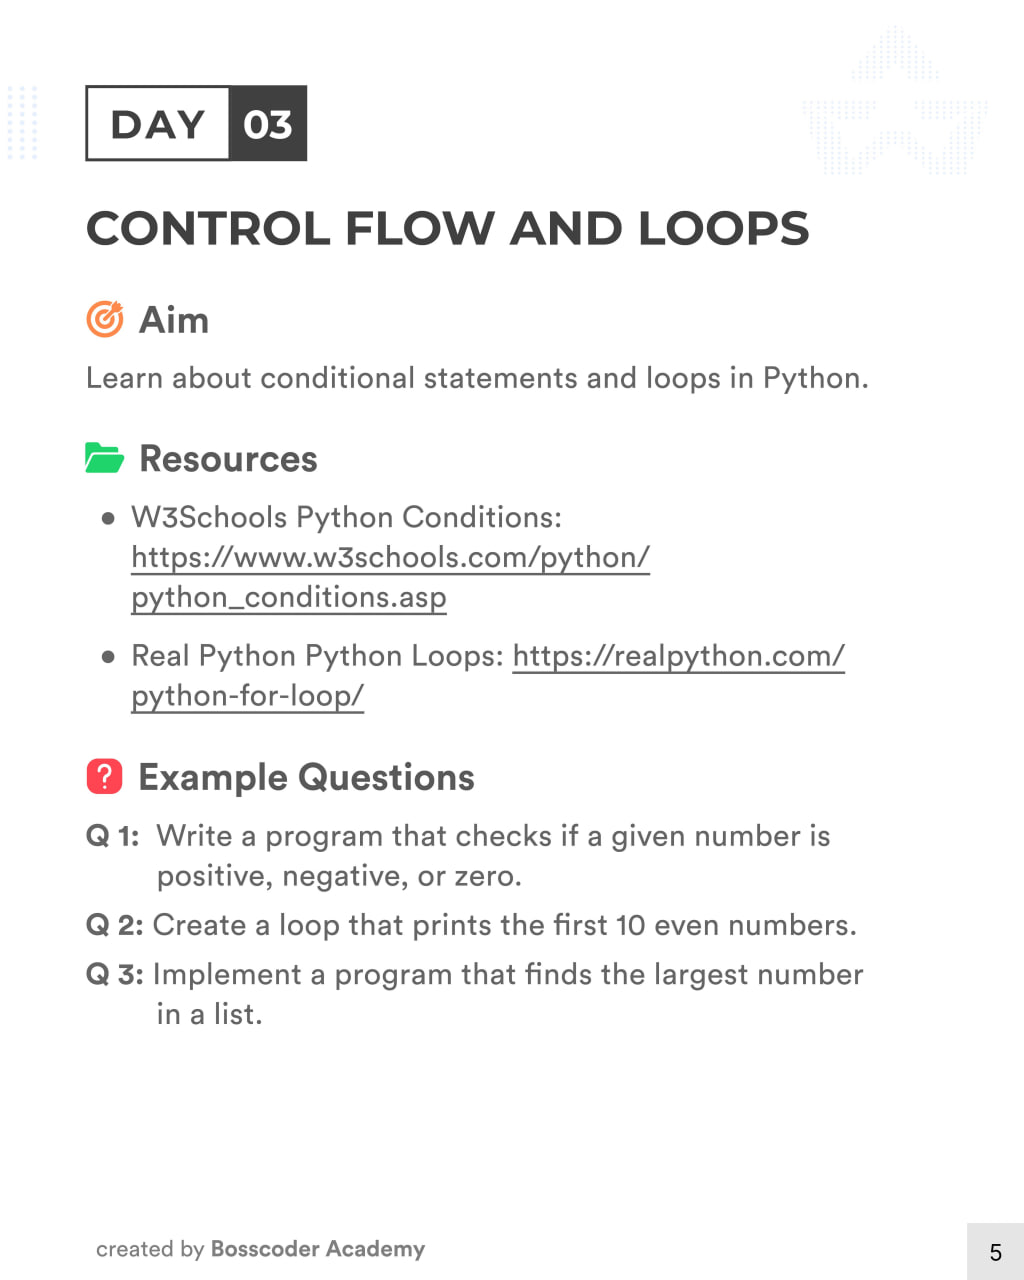 DAY 03
CONTROL FLOW AND LOOPS
Aim
Learn about conditional statements and loops in Python.
Resources
● W3Schools Python Conditions:
https://www.w3schools.com/python/
python_conditions.asp
● Real Python Python Loops: https://realpython.com/
python-for-loop/
? Example Questions
Q 1: Write a program that checks if a given number is
positive, negative, or zero.
Q 2: Create a loop that prints the first 10 even numbers.
Q 3: Implement a program that finds the largest number
in a list.
created by Bosscoder Academy
5